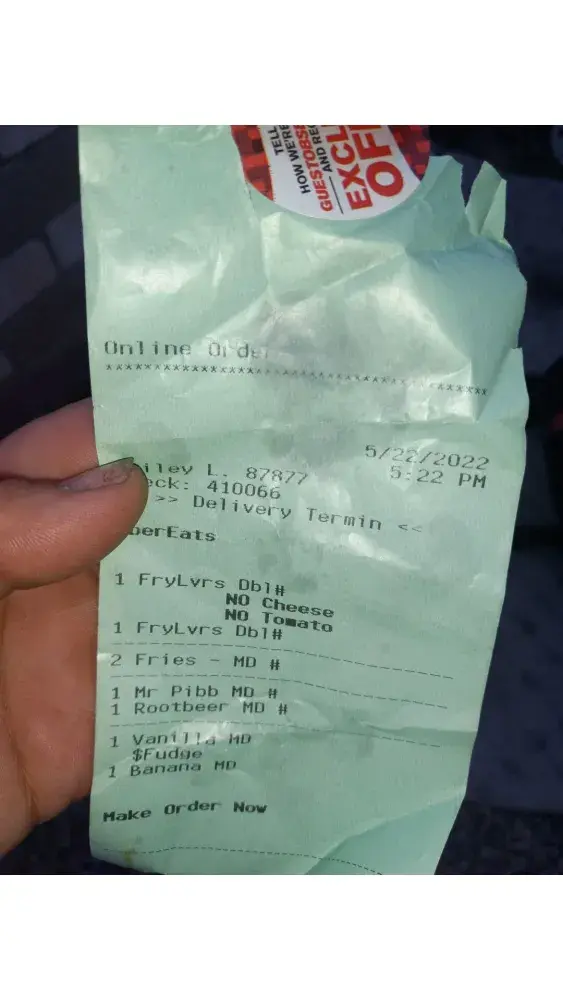 TELL
HOW WE'RE
GUESTOBSE
AND RE
EXCL
OF
Online Orde
****************************************
5/22/2022
iley L. 87877 5:22 PM
eck: 410066
>> Delivery Termin <<
berEats
1 FryLvrs Dbl#
NO Cheese
NO Tomato
1 FryLvrs Dbl#
2 Fries - MD #
1 Mr Pibb MD #
1 Rootbeer MD #
1 Vanilla MD
$Fudge
1 Banana MD
Make Order Now